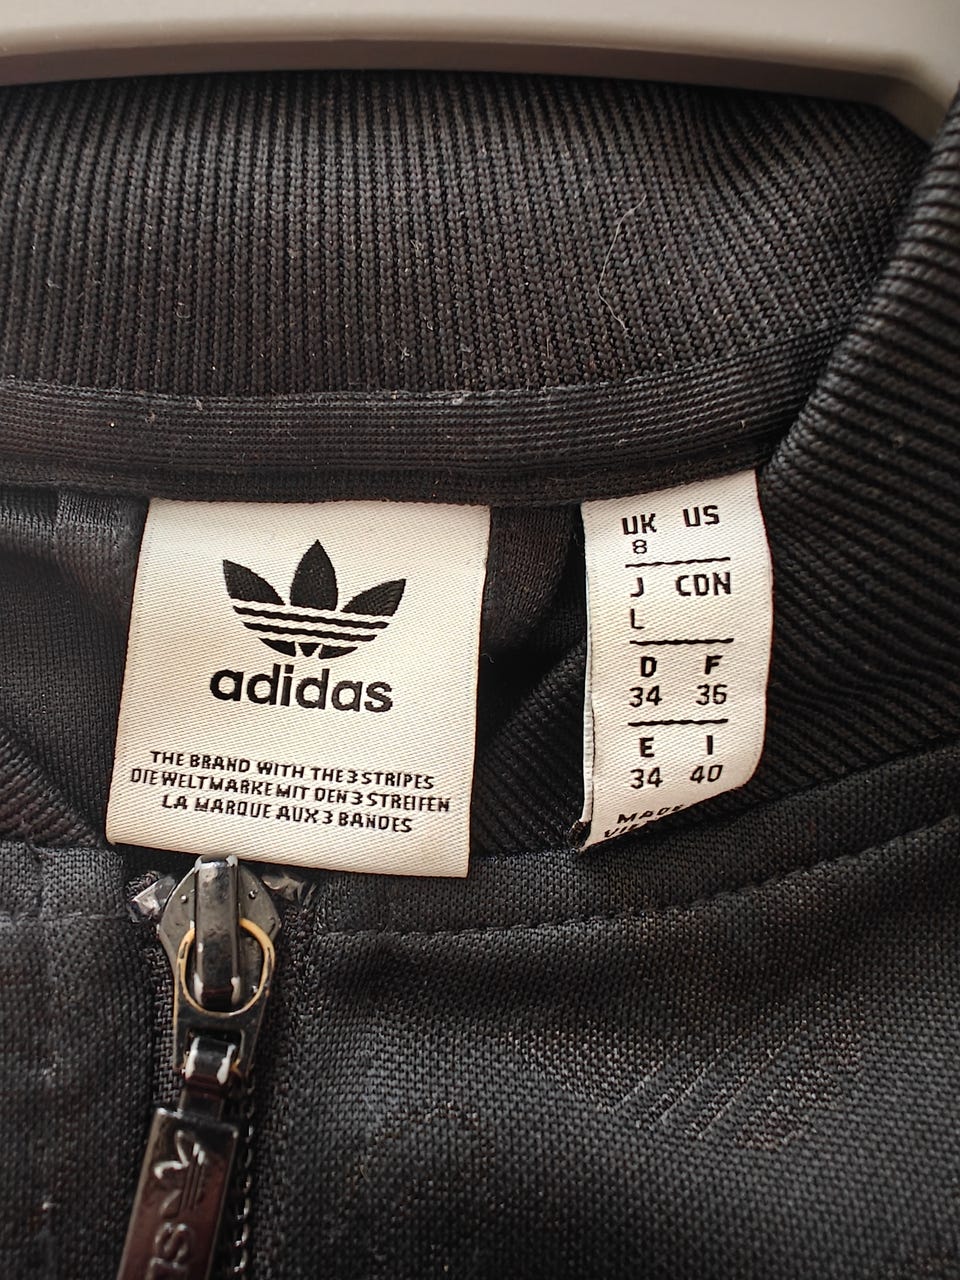 adidas
THE BRAND WITH THE 3 STRIPES
DIE WELTMARKE MIT DEN 3 STREIFEN
LA MARQUE AUX 3 BANDES
UK US
8
J CDN
L
D F
34 36
E I
34 40
MADE